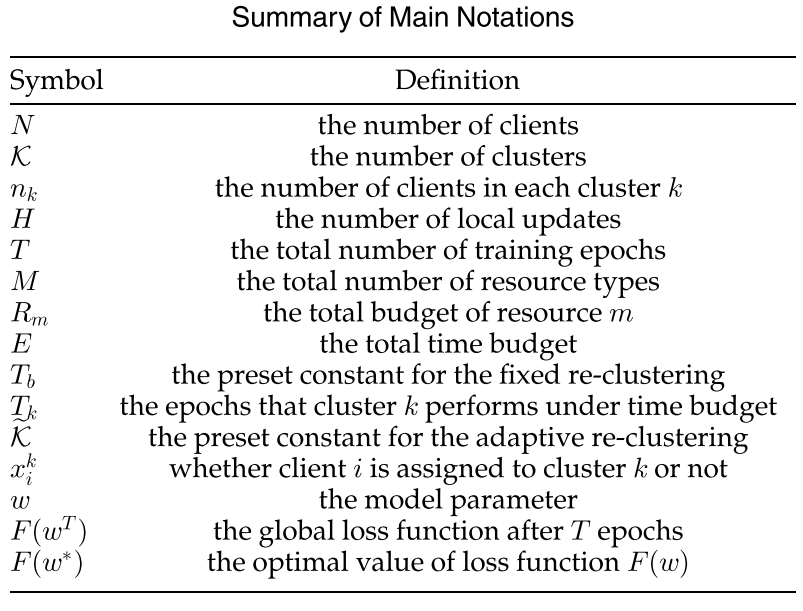 Summary of Main Notations
Symbol Definition
N the number of clients
𝒦 the number of clusters
n_k the number of clients in each cluster k
H the number of local updates
T the total number of training epochs
M the total number of resource types
R_m the total budget of resource m
E the total time budget
T_b the preset constant for the fixed re-clustering
T_k the epochs that cluster k performs under time budget
𝒦̃ the preset constant for the adaptive re-clustering
x_i^k whether client i is assigned to cluster k or not
w the model parameter
F(w^T) the global loss function after T epochs
F(w^*) the optimal value of loss function F(w)